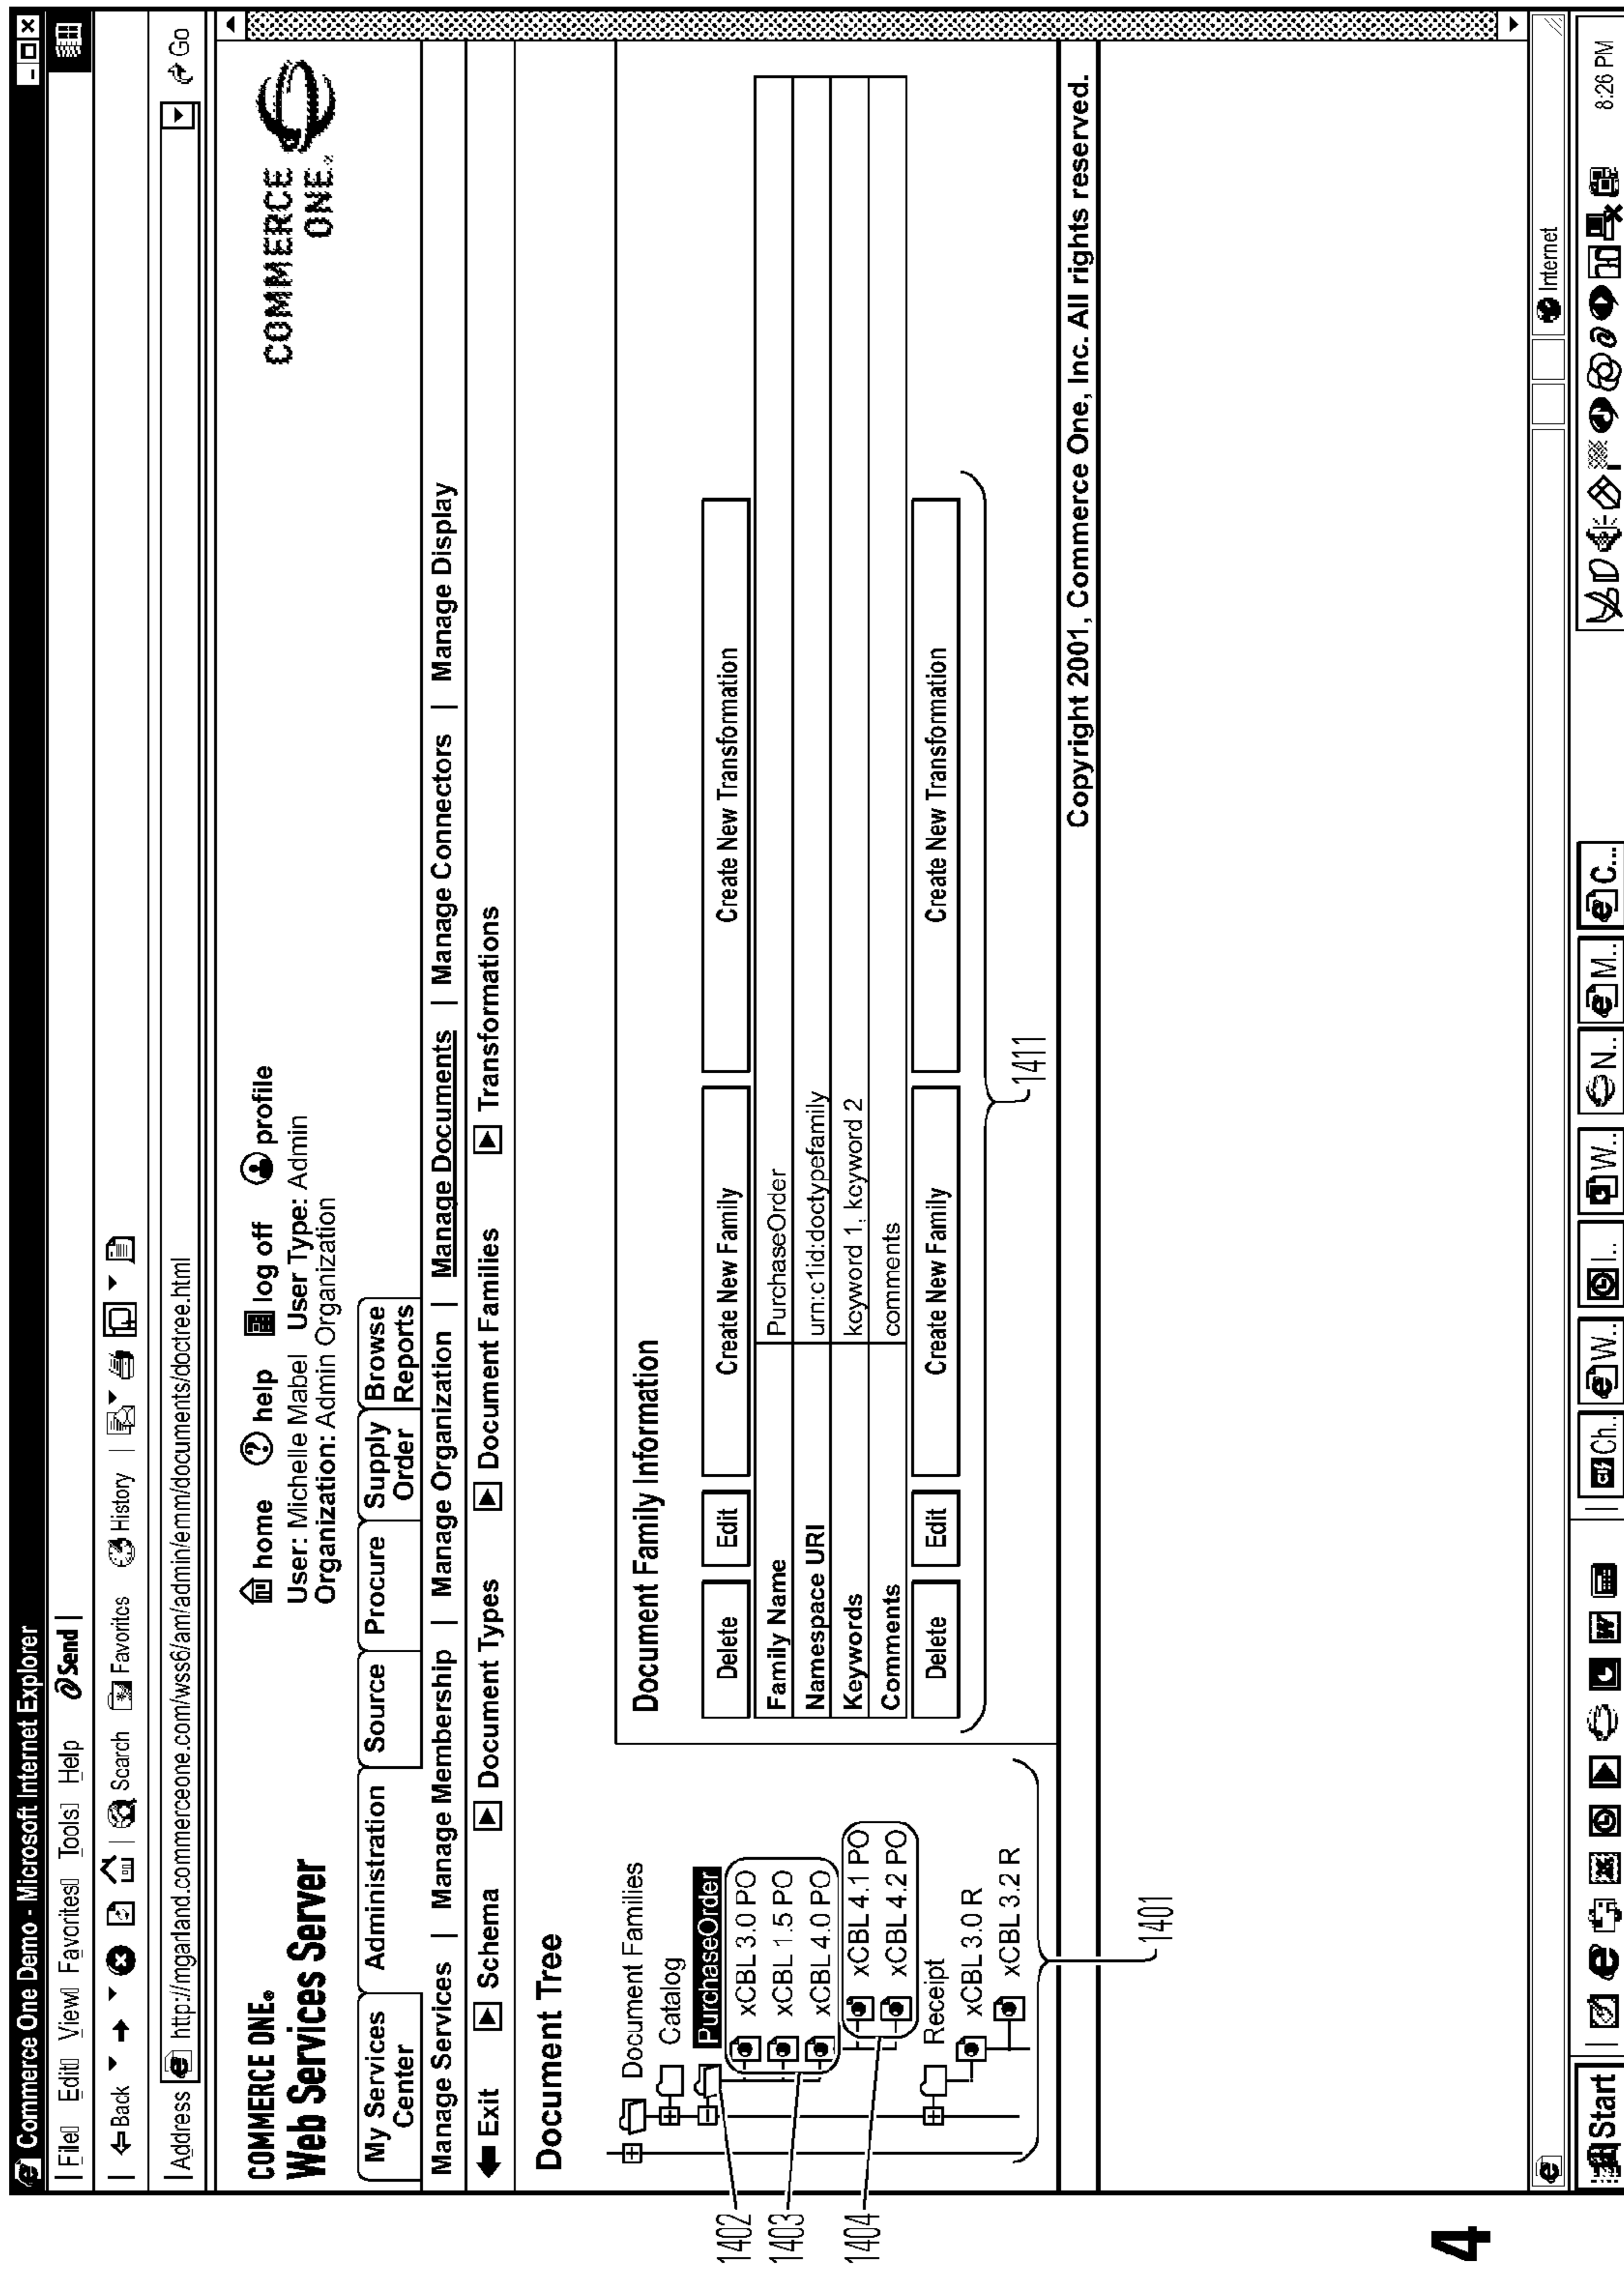 Commerce One Demo - Microsoft Internet Explorer
File Edit View Favorites Tools Help Send
Back Search Favorites History
Address http://mgarland.commerceone.com/wss6/am/admin/emm/documents/doctree.html Go
COMMERCE ONE®
Web Services Server
home help log off profile
User: Michelle Mabel User Type: Admin
Organization: Admin Organization
COMMERCE
ONE
My Services Center
Administration
Source
Procure
Supply Order
Browse Reports
Manage Services | Manage Membership | Manage Organization | Manage Documents | Manage Connectors | Manage Display
Exit Schema Document Types Document Families Transformations
Document Tree
Document Families
Catalog
PurchaseOrder
xCBL 3.0 PO
xCBL 1.5 PO
xCBL 4.0 PO
xCBL 4.1 PO
xCBL 4.2 PO
Receipt
xCBL 3.0 R
xCBL 3.2 R
1402
1403
1404
1401
Document Family Information
Delete Edit Create New Family Create New Transformation
Family Name PurchaseOrder
Namespace URI urn:c1id:doctypefamily
Keywords keyword 1, keyword 2
Comments comments
Delete Edit Create New Family Create New Transformation
1411
Copyright 2001, Commerce One, Inc. All rights reserved.
Internet
Start Ch.. W.. I.. W.. N.. M.. C... 8:26 PM
4